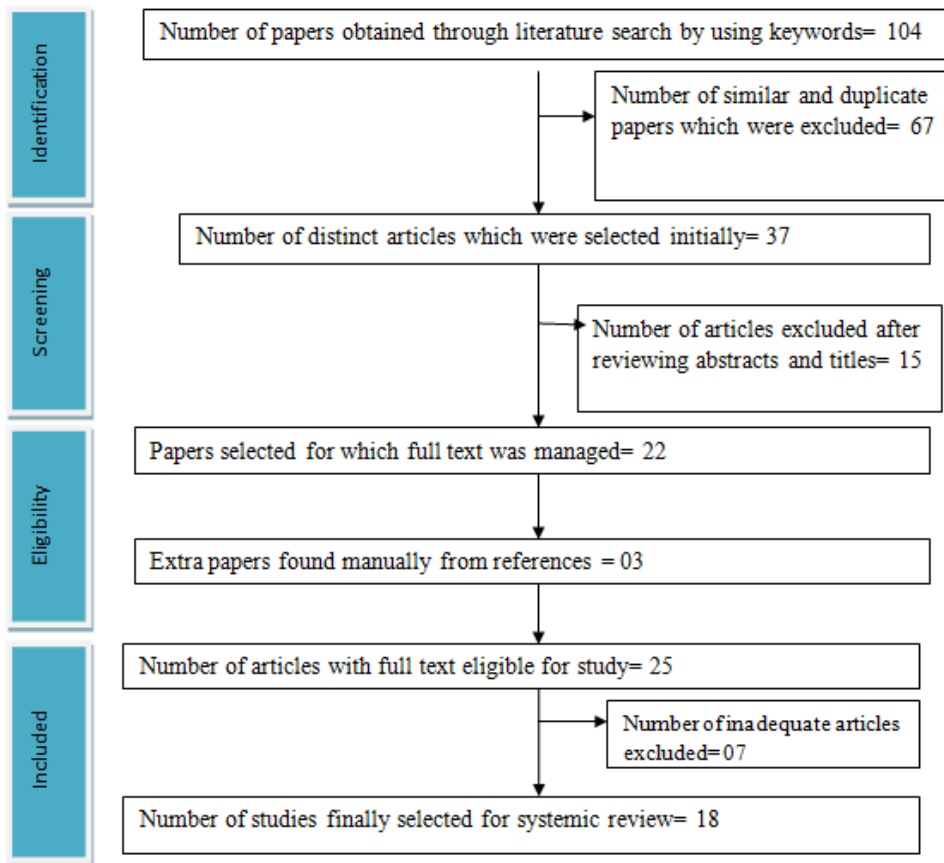 Identification
Number of papers obtained through literature search by using keywords= 104
Number of similar and duplicate
papers which were excluded= 67
Screening
Number of distinct articles which were selected initially= 37
Number of articles excluded after
reviewing abstracts and titles= 15
Eligibility
Papers selected for which full text was managed= 22
Extra papers found manually from references = 03
Included
Number of articles with full text eligible for study= 25
Number of inadequate articles
excluded= 07
Number of studies finally selected for systemic review= 18